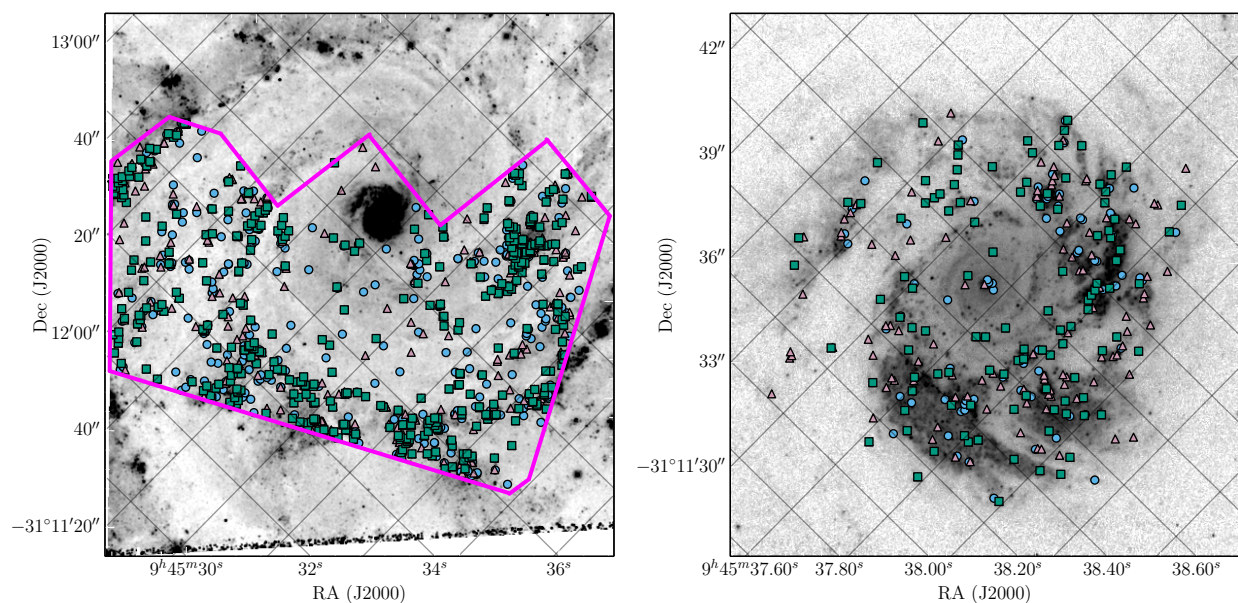 13′00″
40″
20″
12′00″
40″
−31°11′20″
Dec (J2000)
9ʰ45ᵐ30ˢ
32ˢ
34ˢ
36ˢ
RA (J2000)
42″
39″
36″
33″
−31°11′30″
Dec (J2000)
9ʰ45ᵐ37.60ˢ
37.80ˢ
38.00ˢ
38.20ˢ
38.40ˢ
38.60ˢ
RA (J2000)